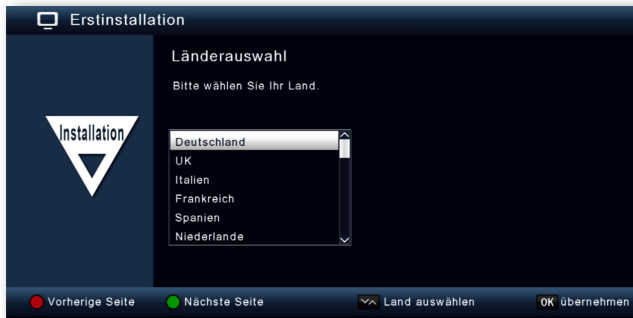 Erstinstallation
Länderauswahl
Bitte wählen Sie Ihr Land.
Installation
Deutschland
UK
Italien
Frankreich
Spanien
Niederlande
Vorherige Seite
Nächste Seite
Land auswählen
OK übernehmen